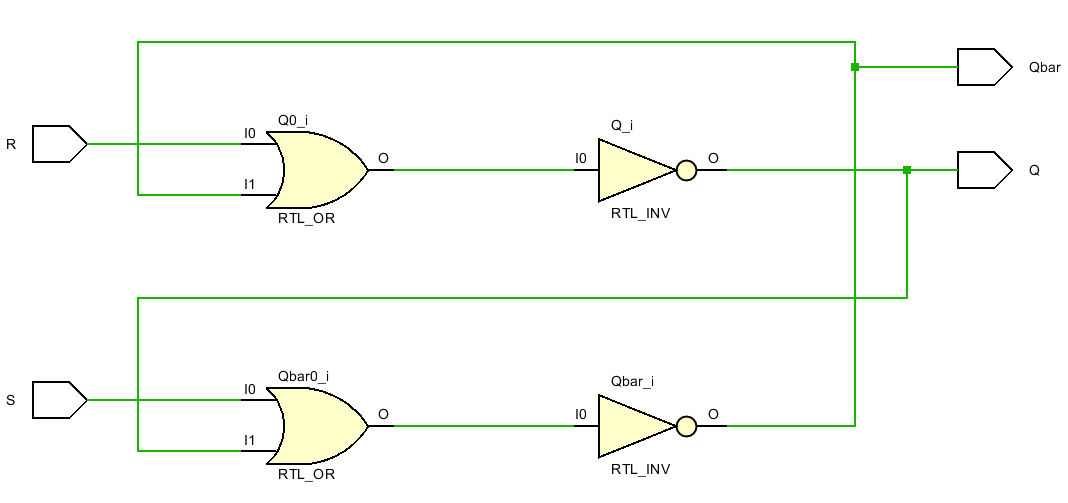 Qbar
Q0_i
Q_i
R
I0
O
I0
O
Q
I1
RTL_OR
RTL_INV
Qbar0_i
Qbar_i
S
I0
O
I0
O
I1
RTL_OR
RTL_INV